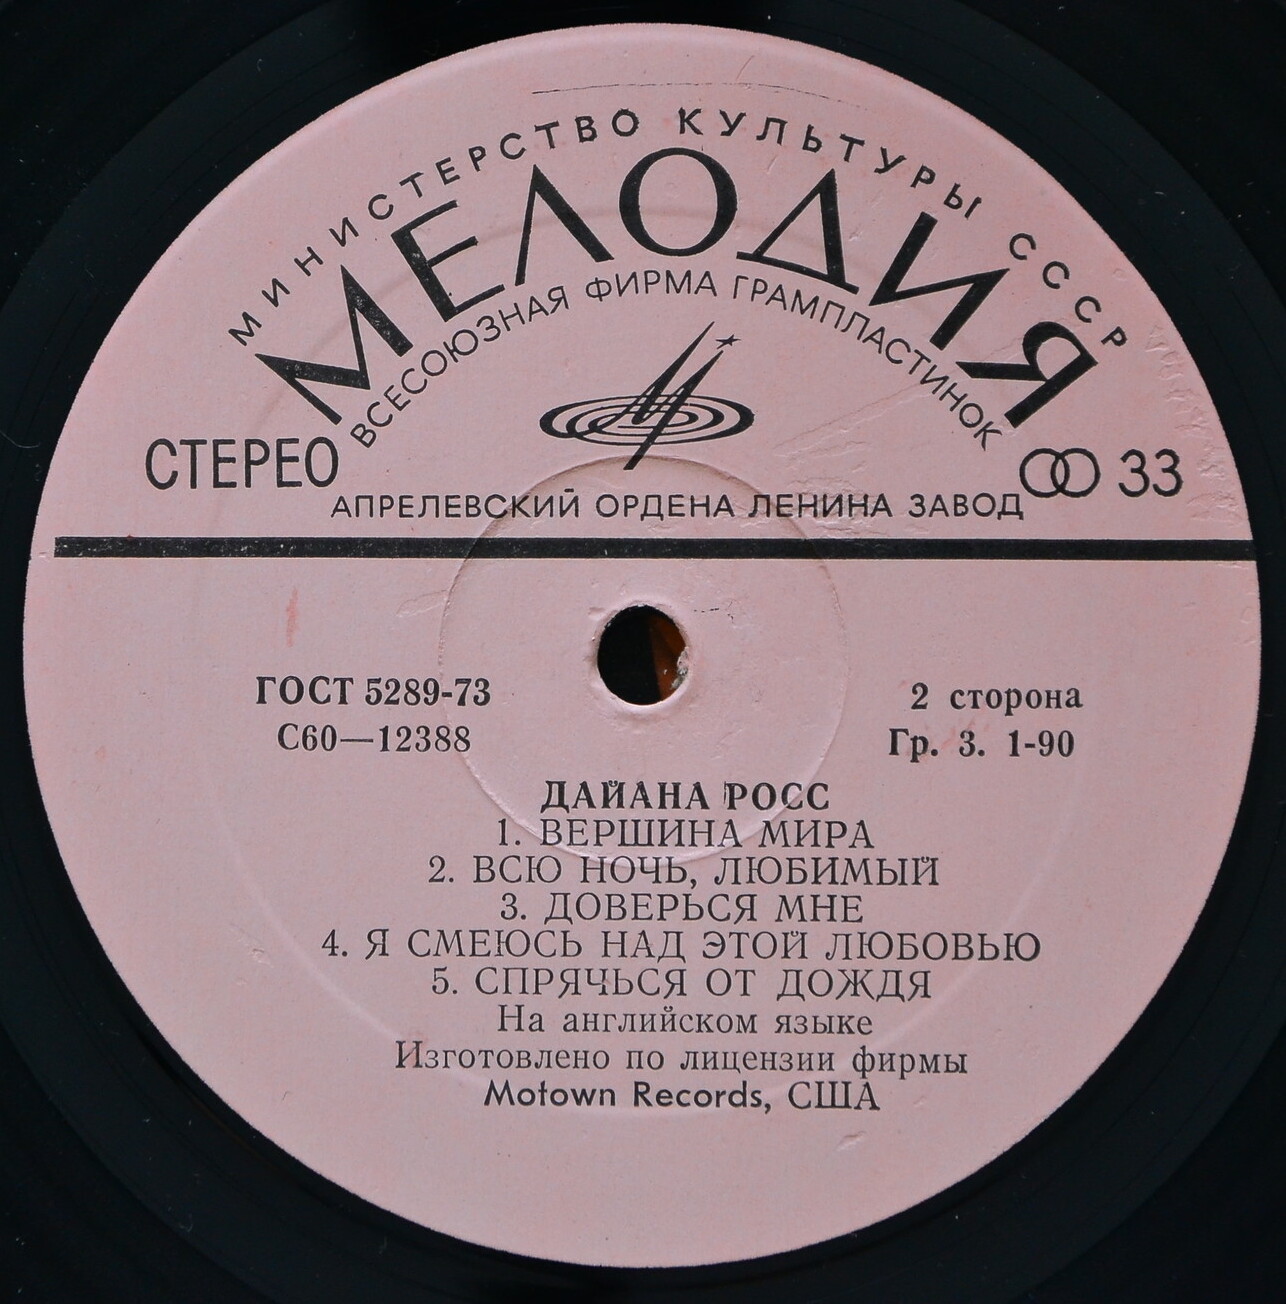 МИНИСТЕРСТВО КУЛЬТУРЫ СССР
МЕЛОДИЯ
ВСЕСОЮЗНАЯ ФИРМА ГРАМПЛАСТИНОК
СТЕРЕО
33
АПРЕЛЕВСКИЙ ОРДЕНА ЛЕНИНА ЗАВОД
ГОСТ 5289-73
С60—12388
2 сторона
Гр. 3. 1-90
ДАЙАНА РОСС
1. ВЕРШИНА МИРА
2. ВСЮ НОЧЬ, ЛЮБИМЫЙ
3. ДОВЕРЬСЯ МНЕ
4. Я СМЕЮСЬ НАД ЭТОЙ ЛЮБОВЬЮ
5. СПРЯЧЬСЯ ОТ ДОЖДЯ
На английском языке
Изготовлено по лицензии фирмы
Motown Records, США